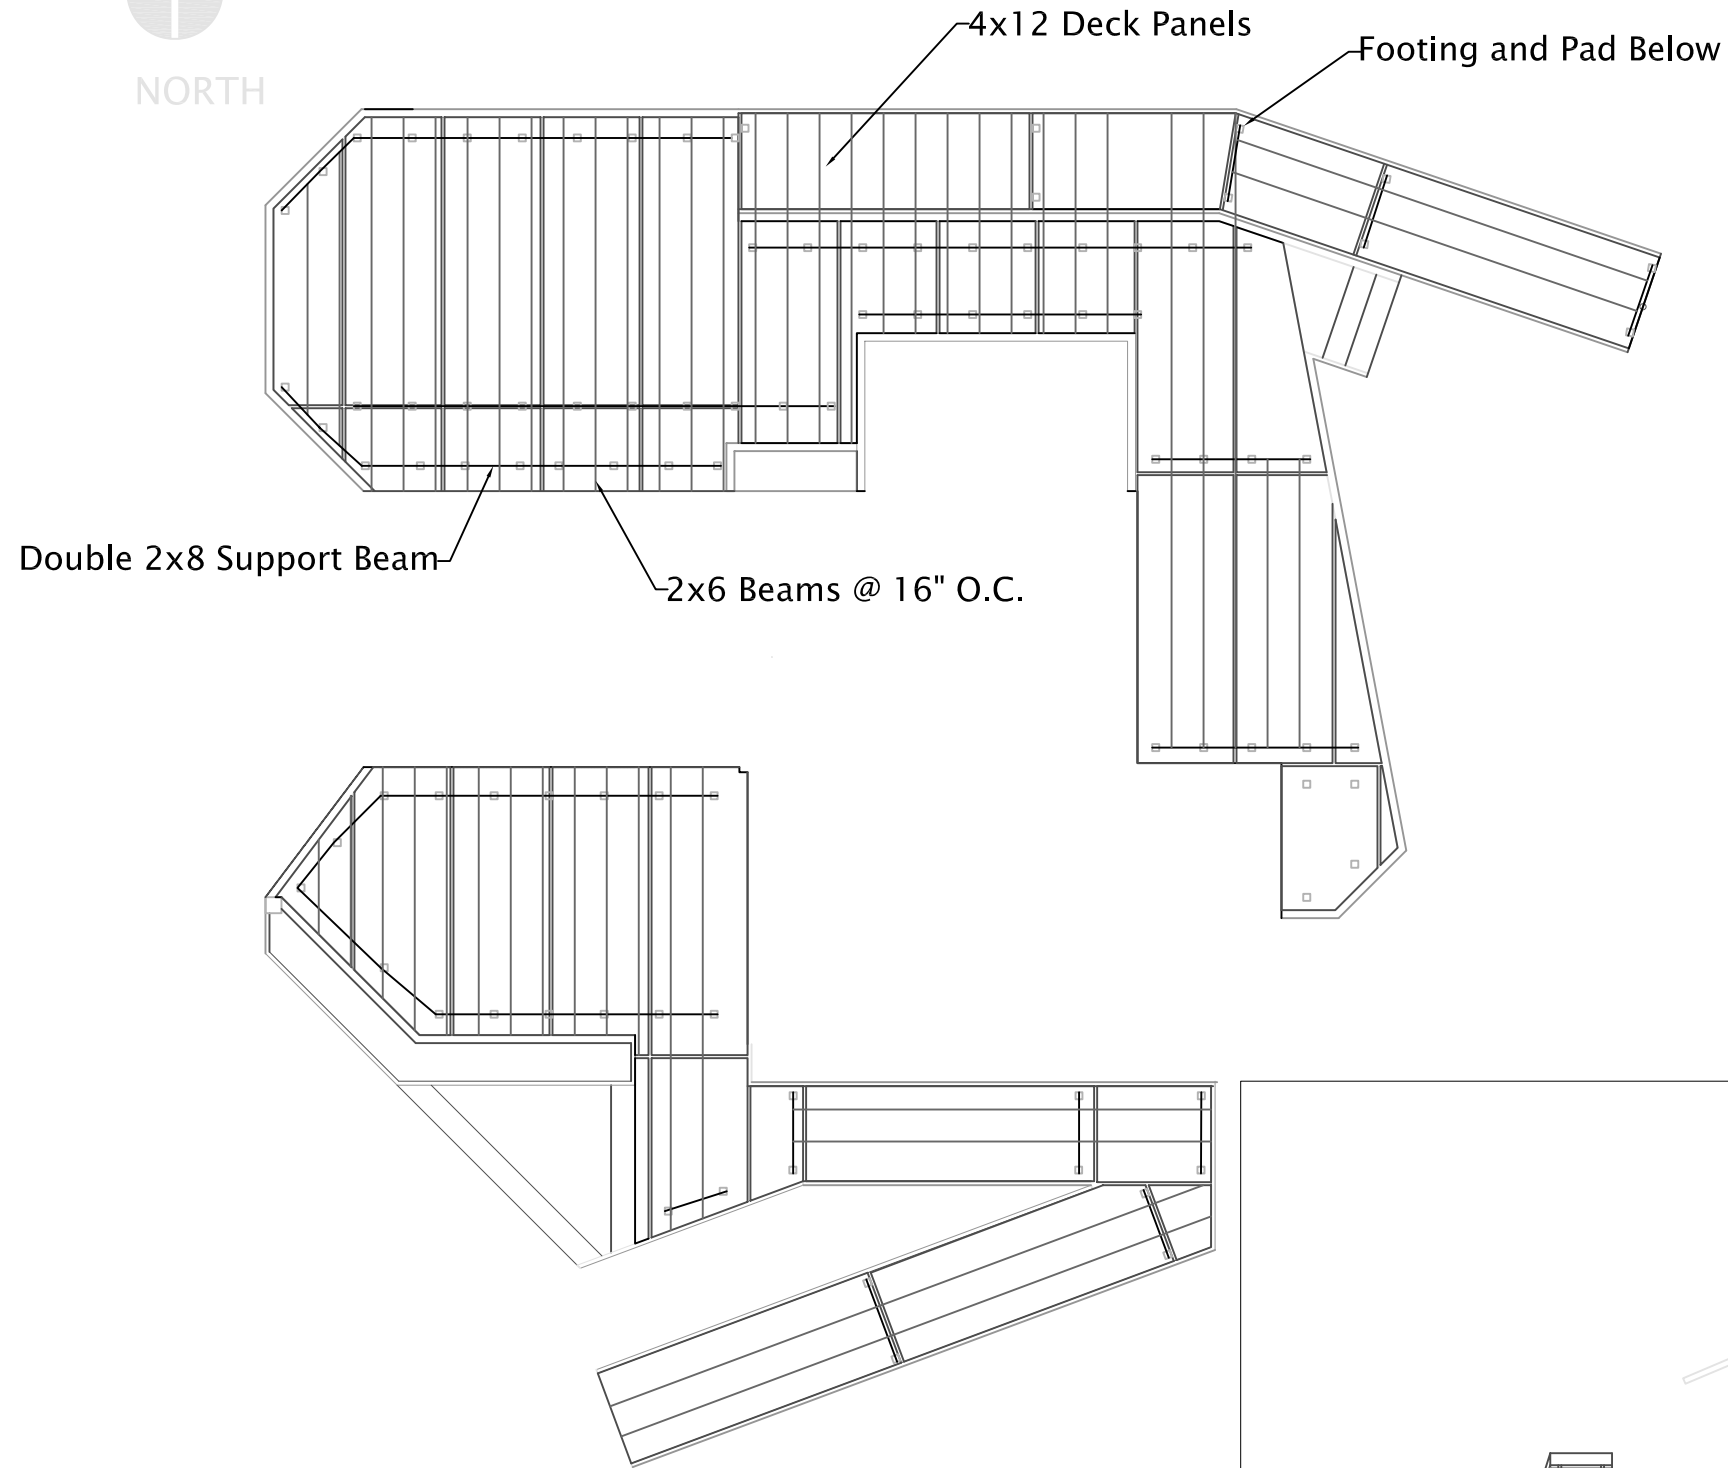 4x12 Deck Panels
Footing and Pad Below
NORTH
Double 2x8 Support Beam
2x6 Beams @ 16" O.C.